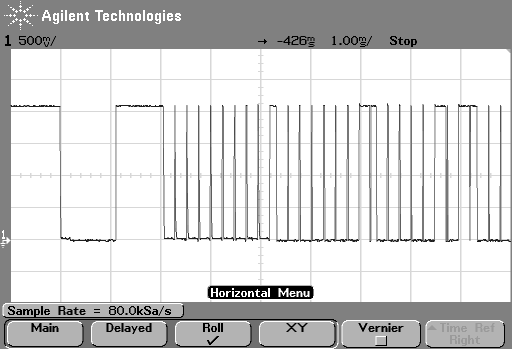 Agilent Technologies
1 500㎷/ → -426㎳ 1.00㎳/ Stop
1
Horizontal Menu
Sample Rate = 80.0kSa/s
Main Delayed Roll XY Vernier Time Ref
Right